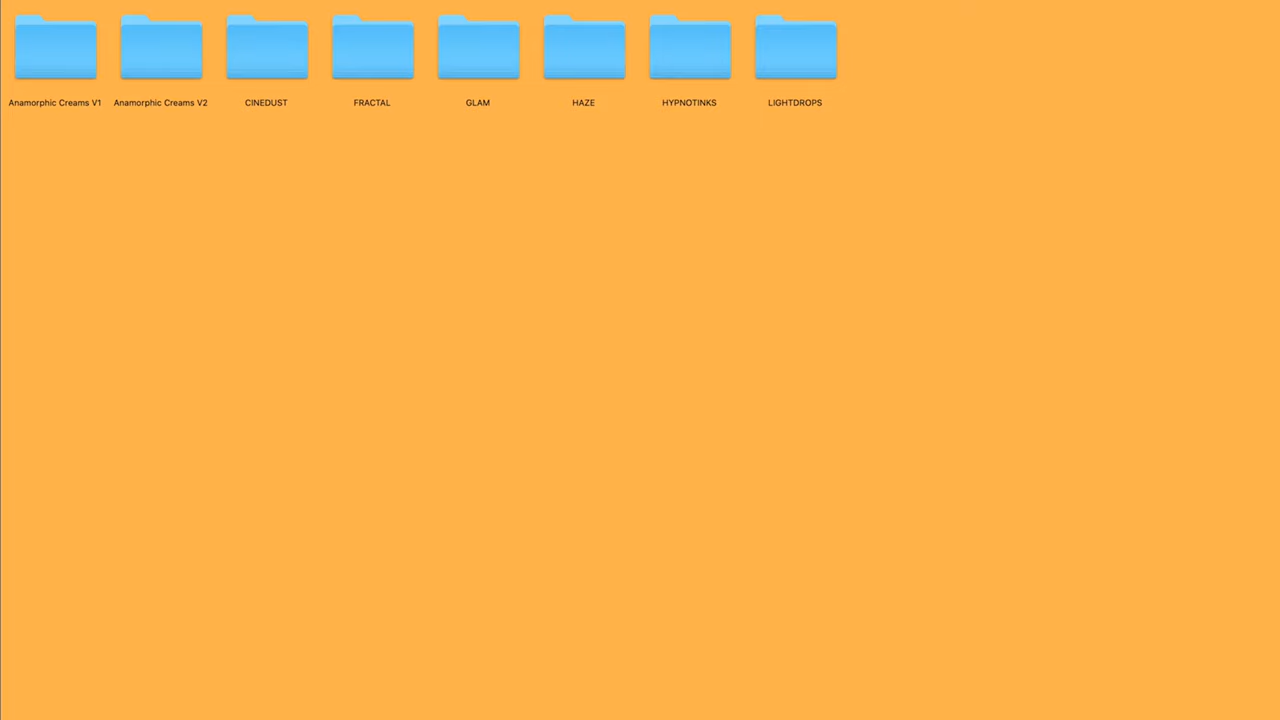 Anamorphic Creams V1
Anamorphic Creams V2
CINEDUST
FRACTAL
GLAM
HAZE
HYPNOTINKS
LIGHTDROPS